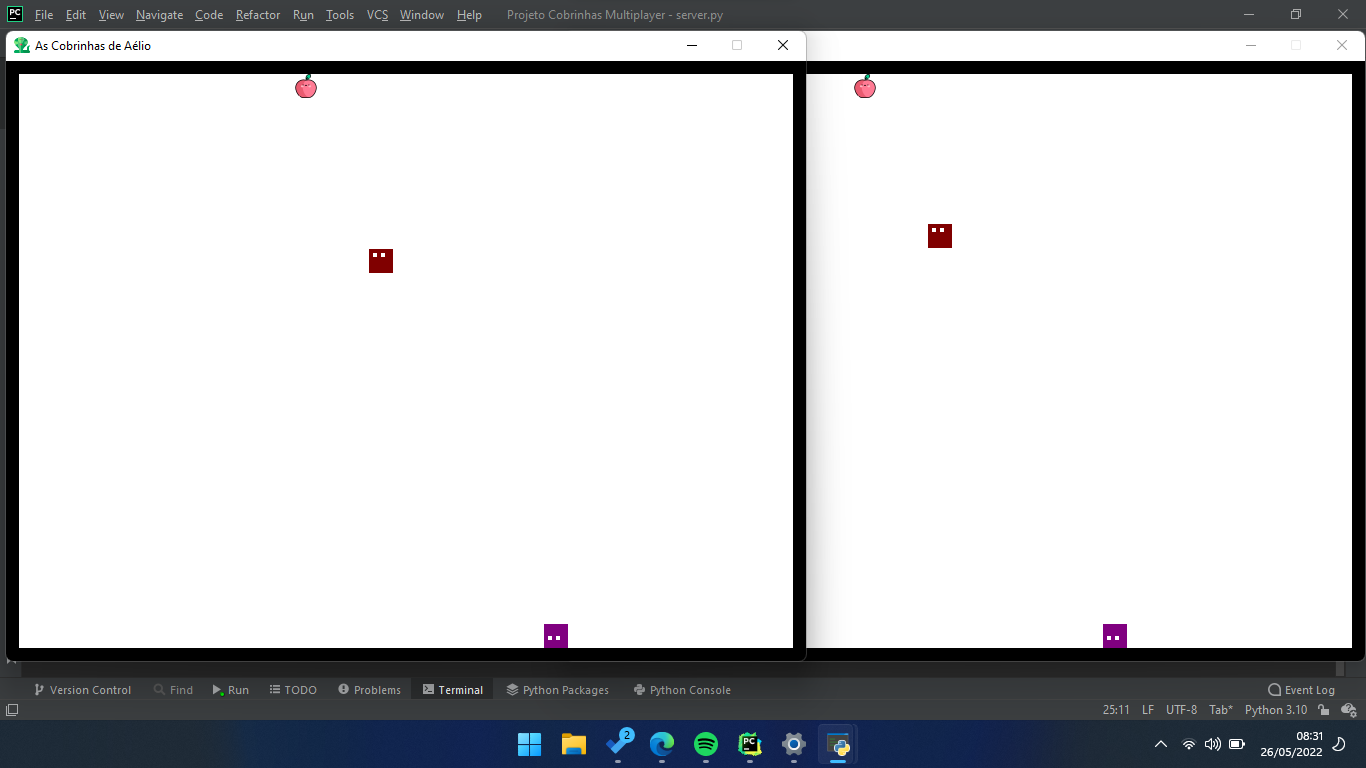 PC File Edit View Navigate Code Refactor Run Tools VCS Window Help Projeto Cobrinhas Multiplayer - server.py
As Cobrinhas de Aélio
Version Control Find Run TODO Problems Terminal Python Packages Python Console Event Log
25:11 LF UTF-8 Tab* Python 3.10
2
PC
08:31
26/05/2022